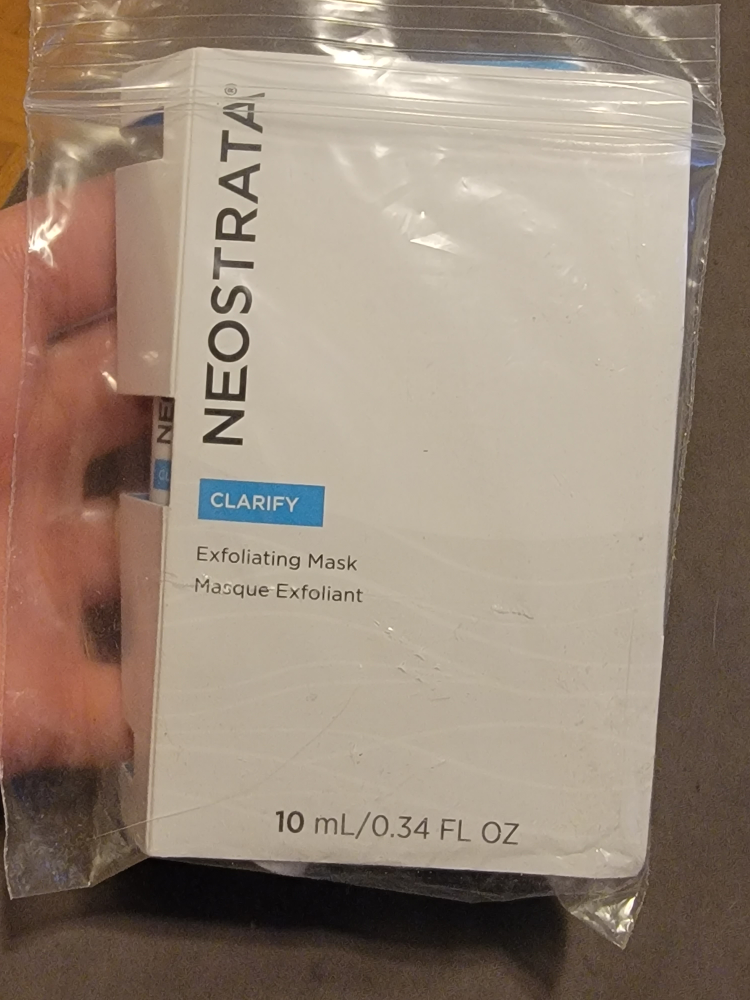 NEOSTRATA®
CLARIFY
Exfoliating Mask
Masque Exfoliant
10 mL/0.34 FL OZ